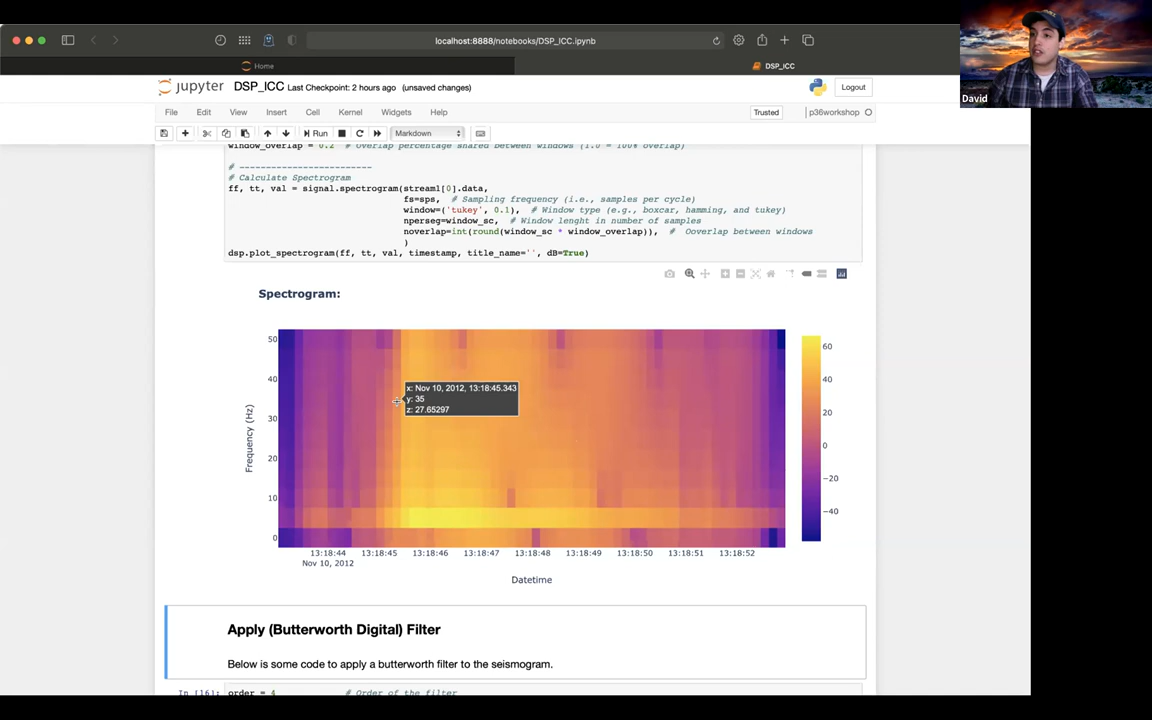 localhost:8888/notebooks/DSP_ICC.ipynb
Home
DSP_ICC
David
jupyter DSP_ICC Last Checkpoint: 2 hours ago (unsaved changes)
Logout
File Edit View Insert Cell Kernel Widgets Help
Trusted
p36workshop
Run
Markdown
window_overlap = 0.2 # Overlap percentage shared between windows (1.0 = 100% overlap)
# -------------------------
# Calculate Spectrogram
ff, tt, val = signal.spectrogram(stream1[0].data,
fs=sps, # Sampling frequency (i.e., samples per cycle)
window=('tukey', 0.1), # Window type (e.g., boxcar, hamming, and tukey)
nperseg=window_sc, # Window lenght in number of samples
noverlap=int(round(window_sc * window_overlap)), # Ooverlap between windows
)
dsp.plot_spectrogram(ff, tt, val, timestamp, title_name='', dB=True)
Spectrogram:
50
40
30
20
10
0
Frequency (Hz)
x: Nov 10, 2012, 13:18:45.343
y: 35
z: 27.65297
60
40
20
0
−20
−40
13:18:44 13:18:45 13:18:46 13:18:47 13:18:48 13:18:49 13:18:50 13:18:51 13:18:52
Nov 10, 2012
Datetime
Apply (Butterworth Digital) Filter
Below is some code to apply a butterworth filter to the seismogram.
In [16]: order = 4 # Order of the filter